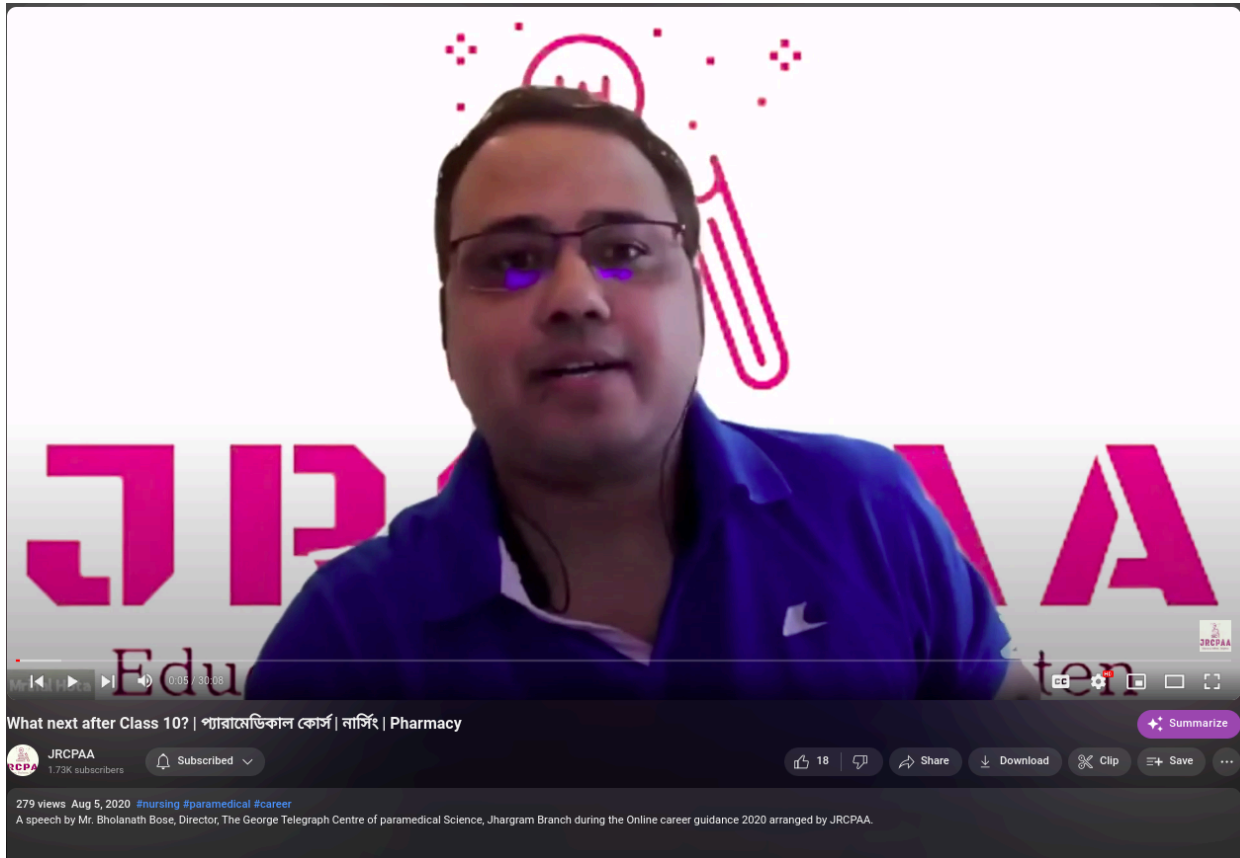 JRCPAA
0:05 / 30:08
CC
What next after Class 10? | প্যারামেডিকাল কোর্স | নার্সিং | Pharmacy
Summarize
JRCPAA
1.73K subscribers
Subscribed
18
Share
Download
Clip
Save
279 views Aug 5, 2020 #nursing #paramedical #career
A speech by Mr. Bholanath Bose, Director, The George Telegraph Centre of paramedical Science, Jhargram Branch during the Online career guidance 2020 arranged by JRCPAA.